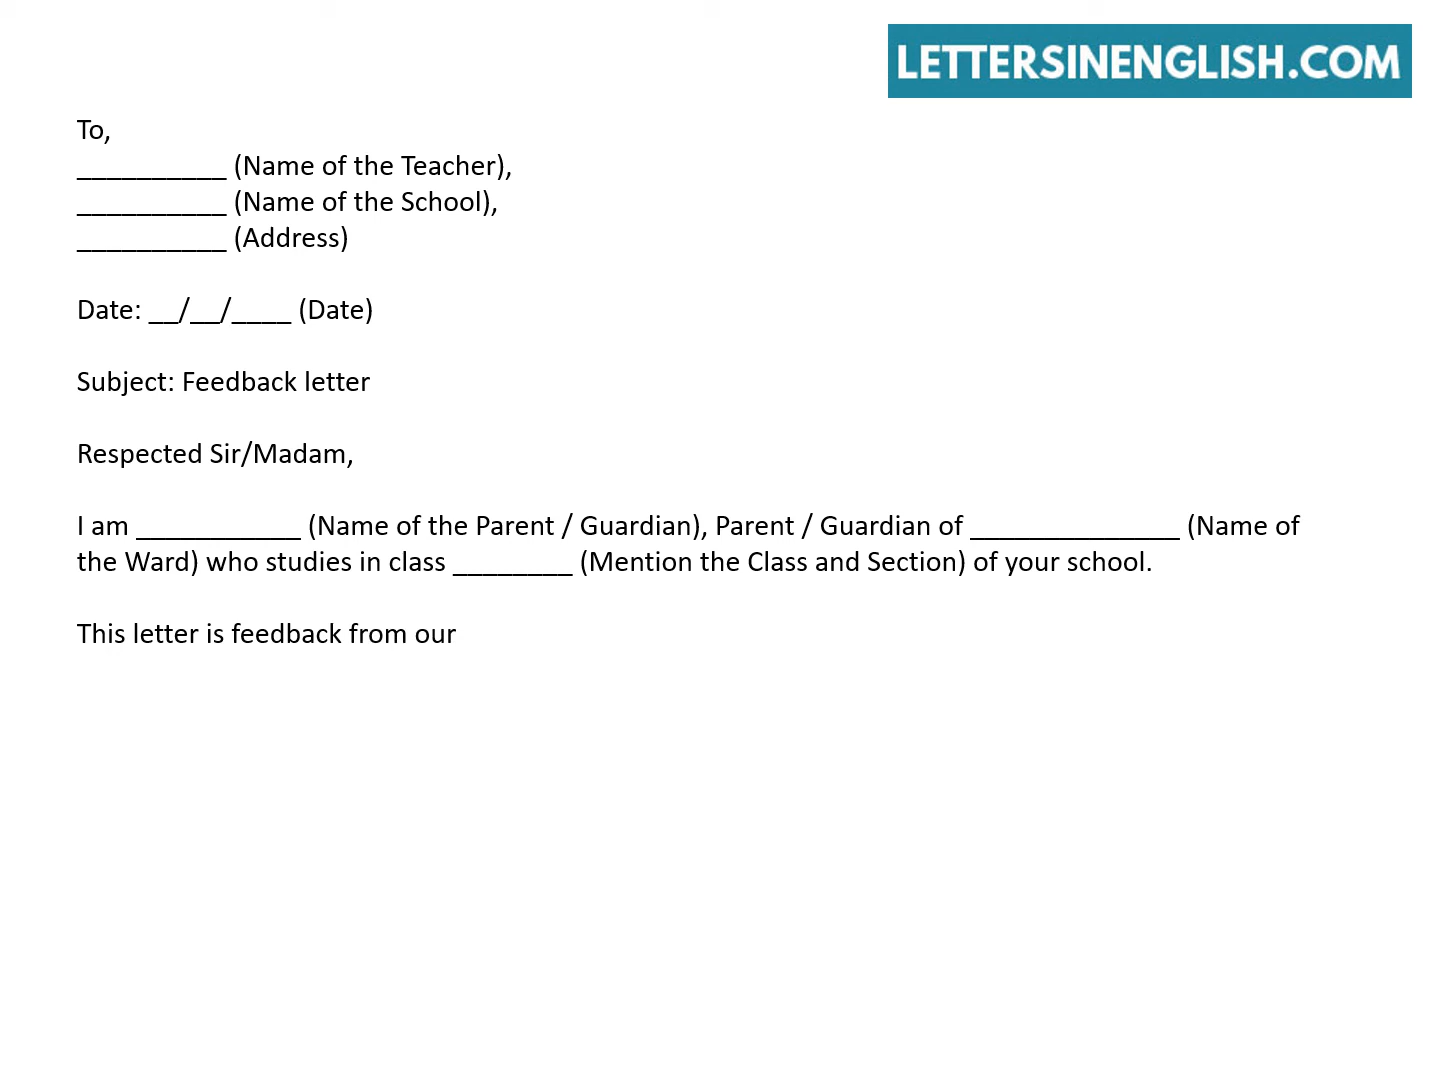 LETTERSINENGLISH.COM
To,
__________ (Name of the Teacher),
__________ (Name of the School),
__________ (Address)
Date: __/__/____ (Date)
Subject: Feedback letter
Respected Sir/Madam,
I am ___________ (Name of the Parent / Guardian), Parent / Guardian of ______________ (Name of
the Ward) who studies in class ________ (Mention the Class and Section) of your school.
This letter is feedback from our